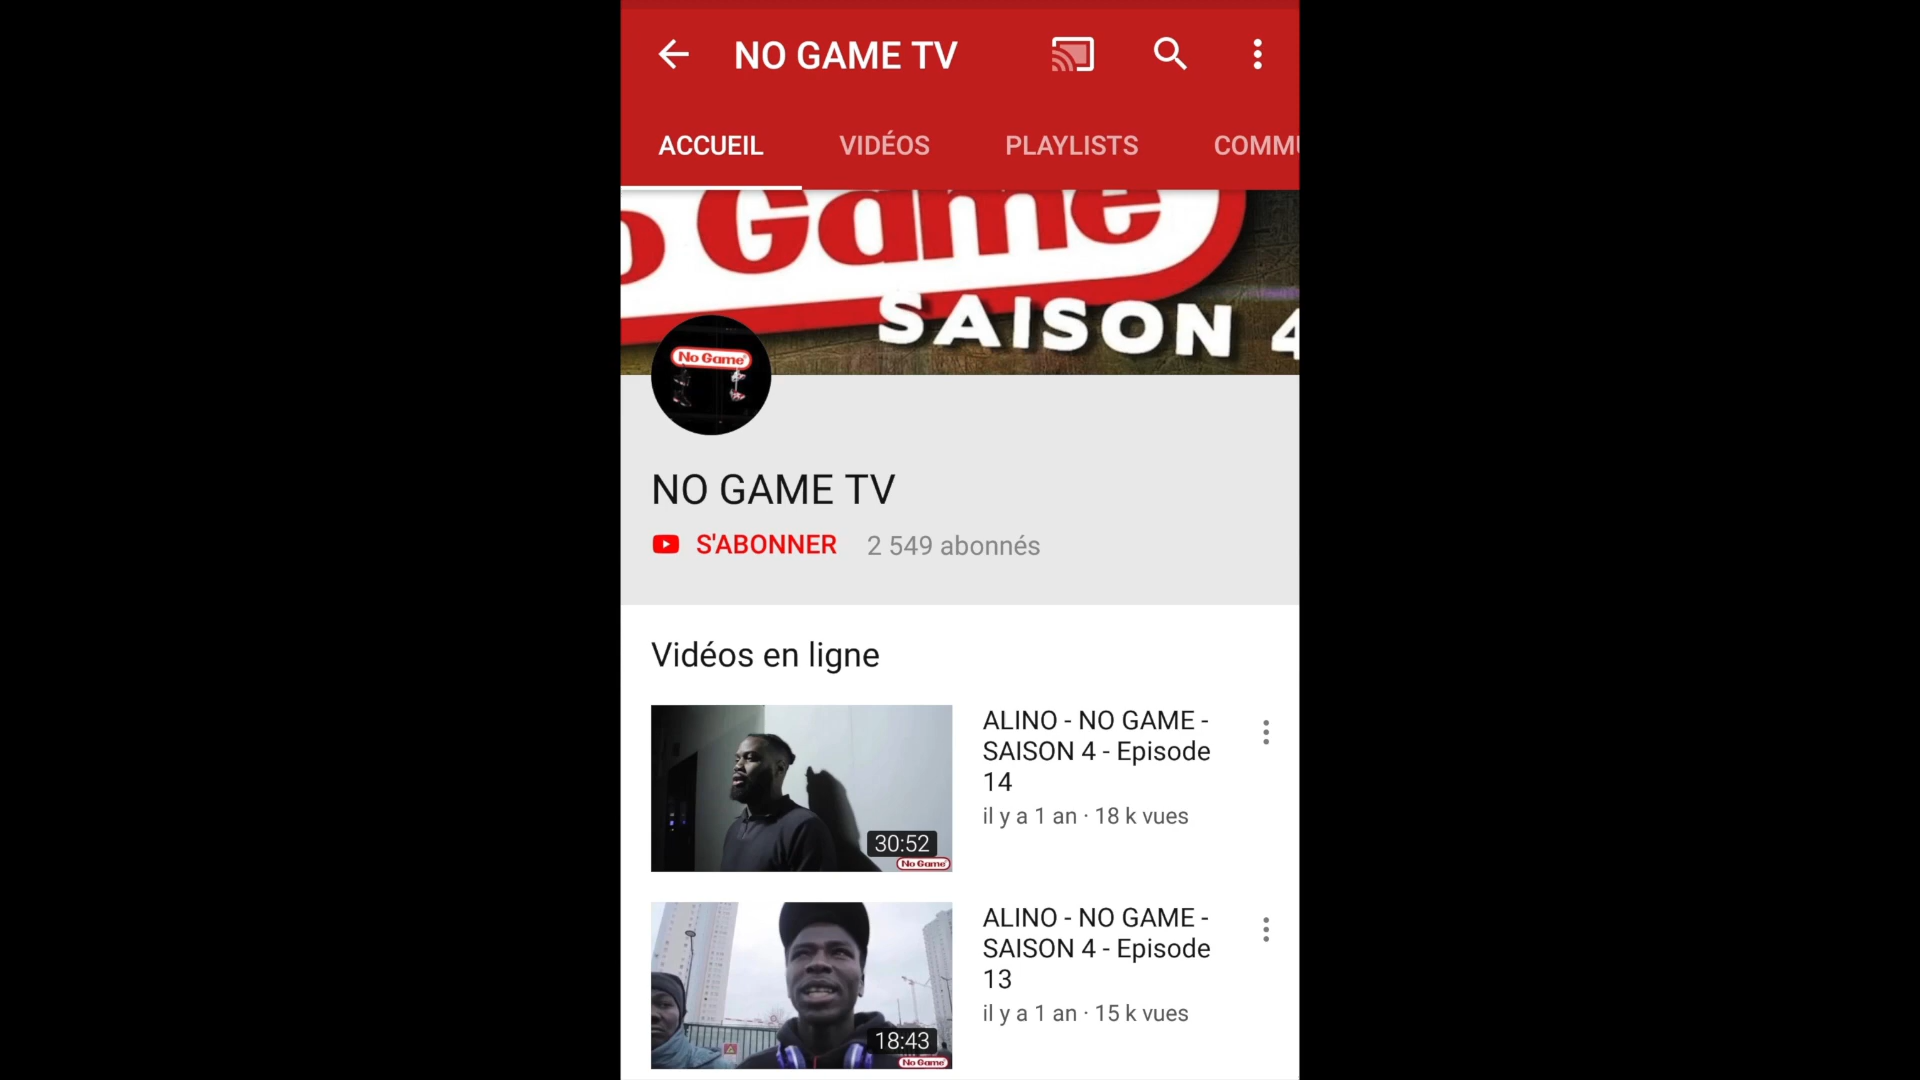 NO GAME TV
ACCUEIL VIDÉOS PLAYLISTS COMMU
o Game
SAISON 4
No Game
NO GAME TV
S'ABONNER 2 549 abonnés
Vidéos en ligne
ALINO - NO GAME -
SAISON 4 - Episode
14
il y a 1 an · 18 k vues
30:52
No Game
ALINO - NO GAME -
SAISON 4 - Episode
13
il y a 1 an · 15 k vues
18:43
No Game